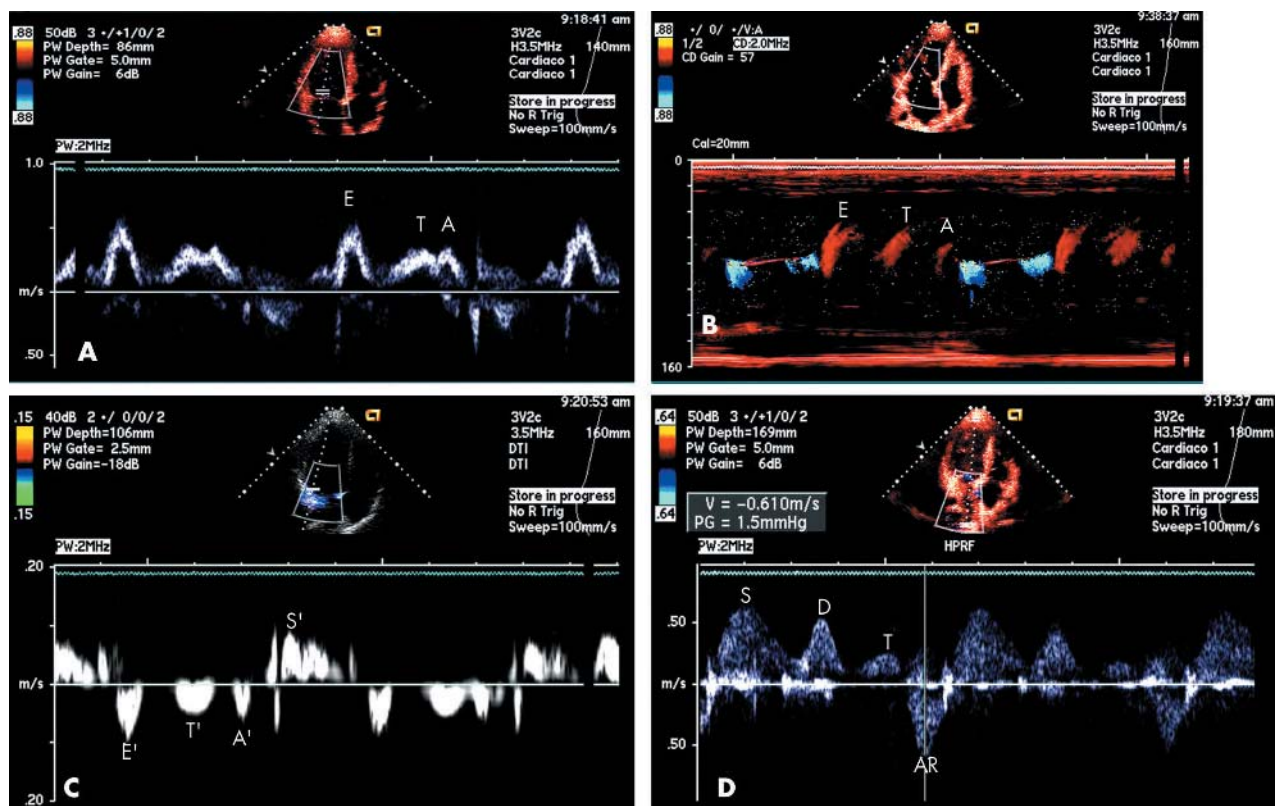 .88
50dB 3 •/+1/0/2
PW Depth= 86mm
PW Gate= 5.0mm
PW Gain= 6dB
.88
9:18:41 am
3V2c
H3.5MHz 140mm
Cardiaco 1
Cardiaco 1
Store in progress
No R Trig
Sweep=100mm/s
PW:2MHz
1.0
E
T
A
m/s
.50
A
.88
•/ 0/ •/V:A
1/2 CD:2.0MHz
CD Gain = 57
.88
9:38:37 am
3V2c
H3.5MHz 160mm
Cardiaco 1
Cardiaco 1
Store in progress
No R Trig
Sweep=100mm/s
Cal=20mm
0
E
T
A
160
B
.15
40dB 2 •/ 0/0/2
PW Depth=106mm
PW Gate= 2.5mm
PW Gain=-18dB
.15
9:20:53 am
3V2c
3.5MHz 160mm
DTI
DTI
Store in progress
No R Trig
Sweep=100mm/s
PW:2MHz
.20
S'
m/s
E'
T'
A'
.20
C
.64
50dB 3 •/+1/0/2
PW Depth=169mm
PW Gate= 5.0mm
PW Gain= 6dB
.64
V = -0.610m/s
PG = 1.5mmHg
9:19:37 am
3V2c
H3.5MHz 180mm
Cardiaco 1
Cardiaco 1
Store in progress
No R Trig
Sweep=100mm/s
HPRF
PW:2MHz
.50
S
D
T
m/s
.50
AR
D